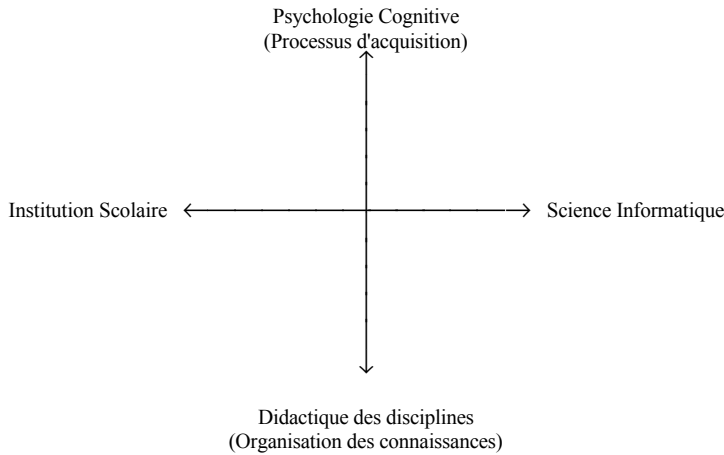 Psychologie Cognitive
(Processus d'acquisition)
Institution Scolaire
Science Informatique
Didactique des disciplines
(Organisation des connaissances)